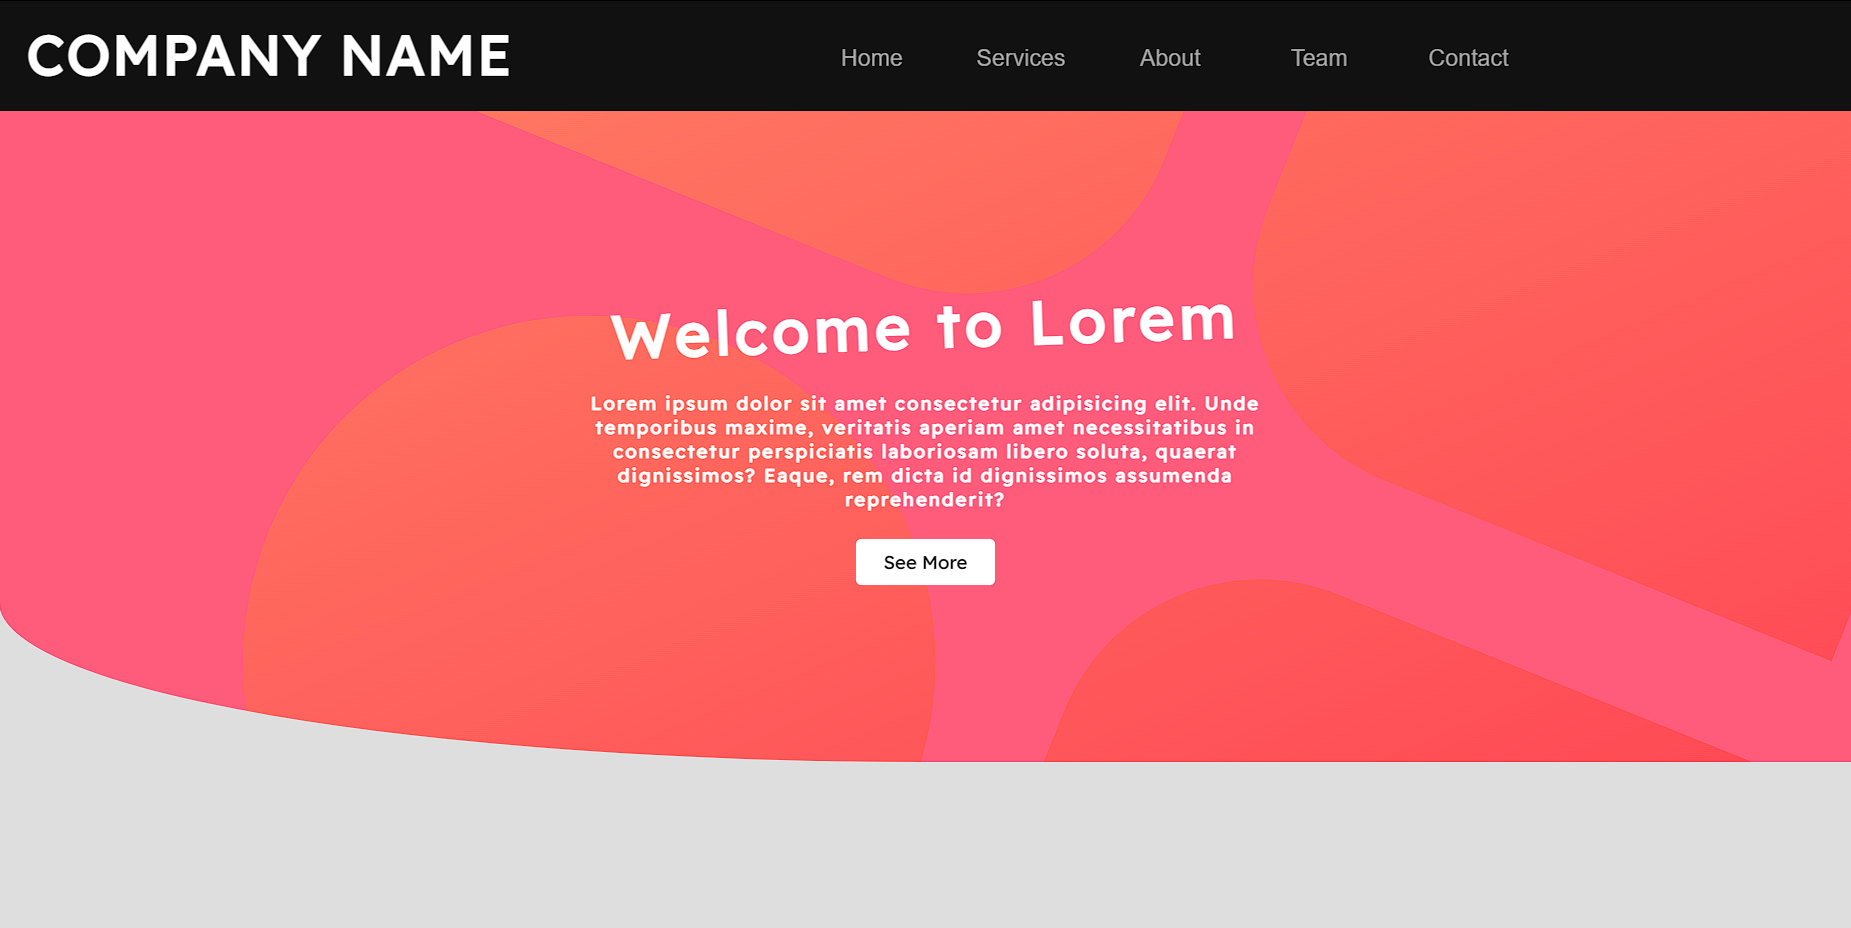 COMPANY NAME
Home Services About Team Contact
Welcome to Lorem
Lorem ipsum dolor sit amet consectetur adipisicing elit. Unde
temporibus maxime, veritatis aperiam amet necessitatibus in
consectetur perspiciatis laboriosam libero soluta, quaerat
dignissimos? Eaque, rem dicta id dignissimos assumenda
reprehenderit?
See More